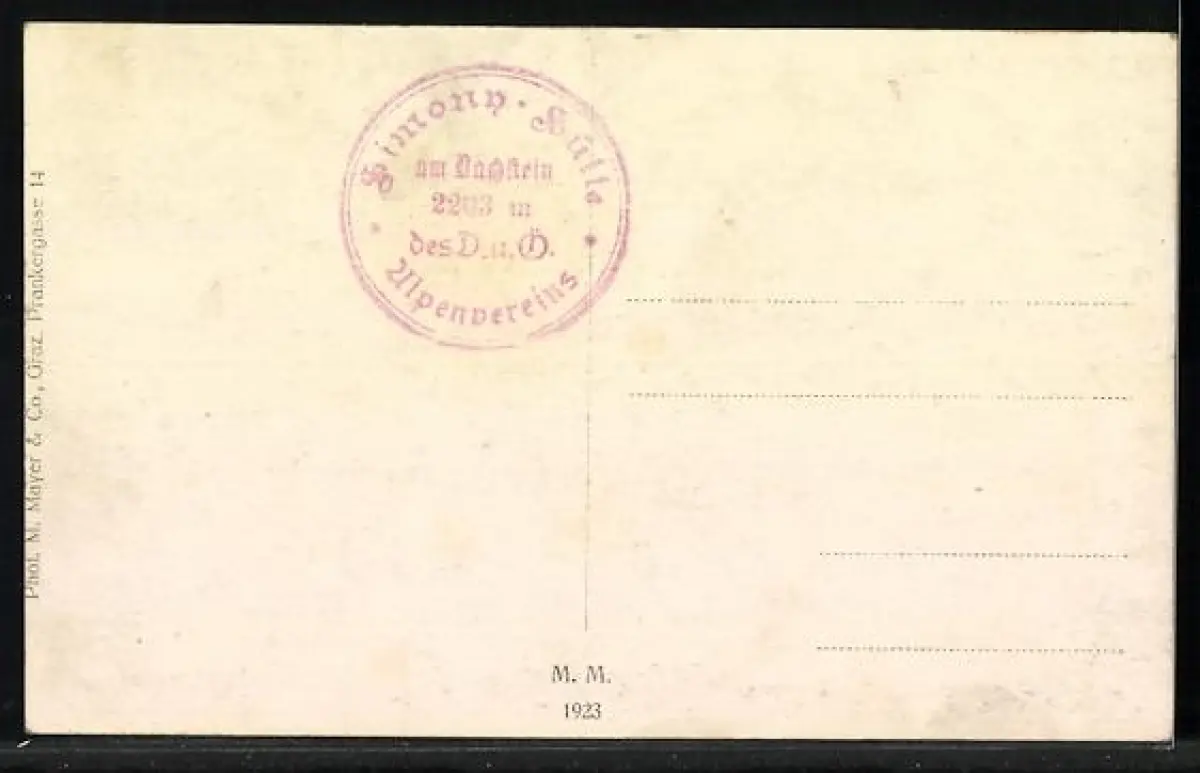 Simony-Hütte
am Dachstein
2203 m
des D. u. Ö.
Alpenvereins
Phot. M. Mayer & Co., Graz, Prankergasse 14
M. M.
1923